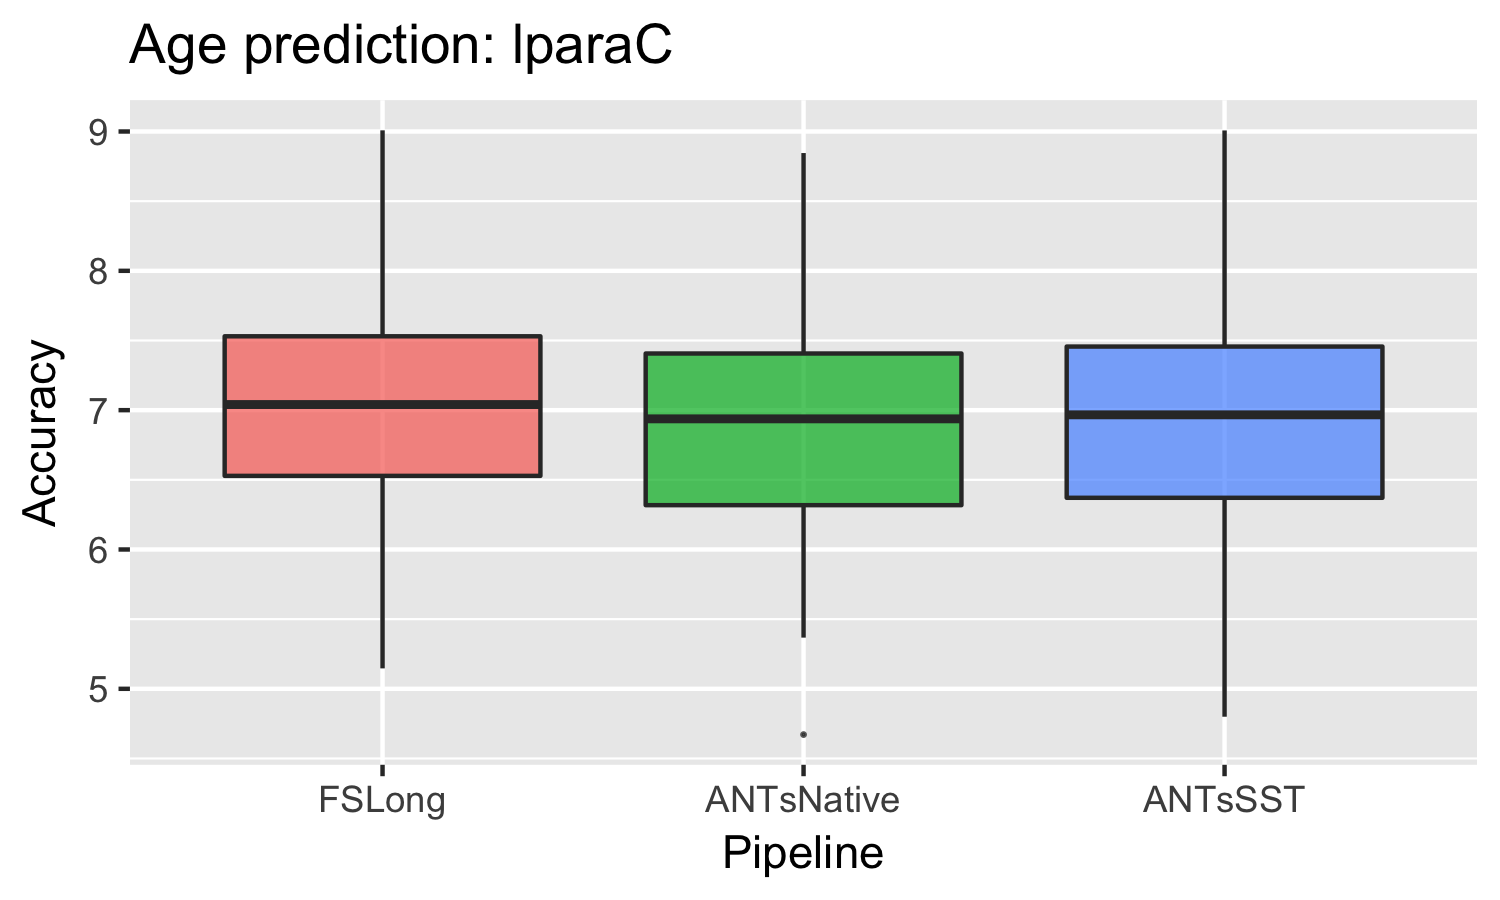 Age prediction: lparaC
9
8
7
6
5
Accuracy
FSLong
ANTsNative
ANTsSST
Pipeline